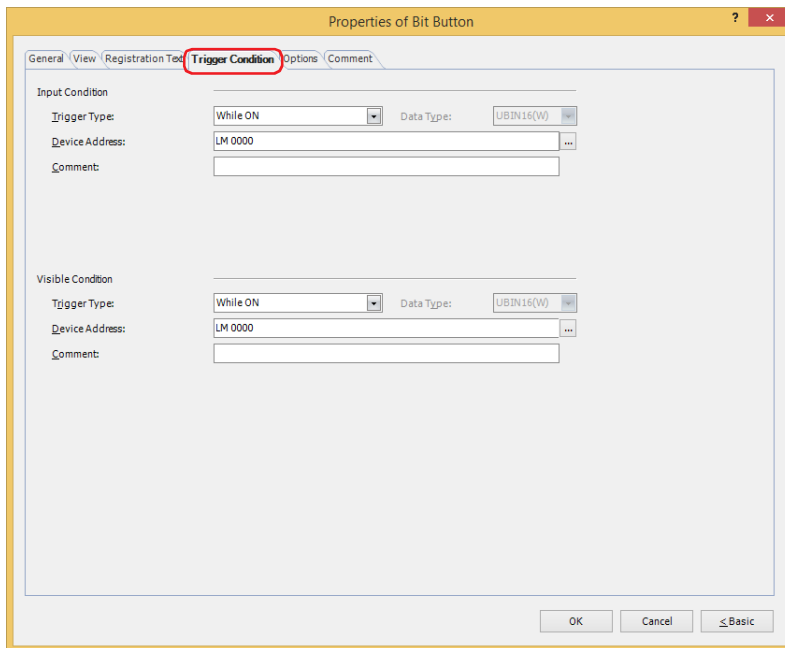 Properties of Bit Button
? ×
General View Registration Text Trigger Condition Options Comment
Input Condition
Trigger Type: While ON Data Type: UBIN16(W)
Device Address: LM 0000 ...
Comment:
Visible Condition
Trigger Type: While ON Data Type: UBIN16(W)
Device Address: LM 0000 ...
Comment:
OK Cancel < Basic